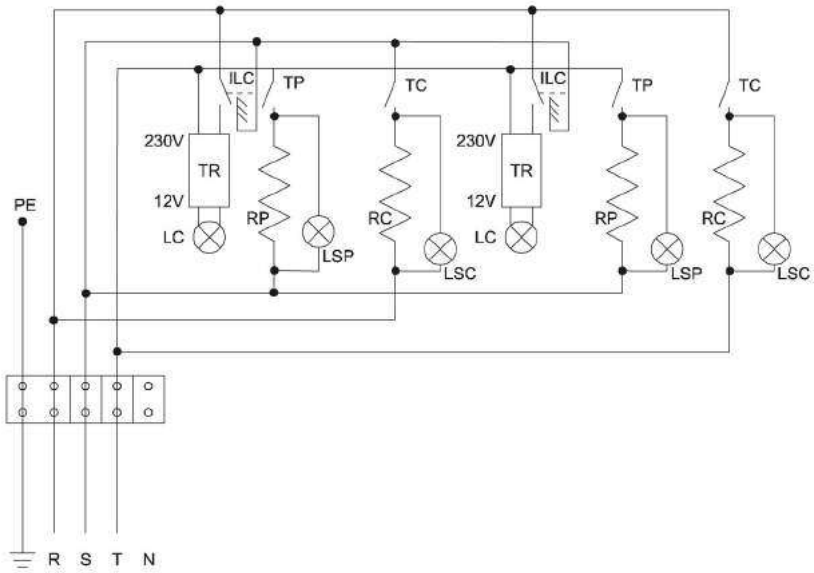 ILC TP TC ILC TP TC
230V 230V
TR TR
12V 12V
PE RP RC RP RC
LC LC
LSP LSP
LSC LSC
R S T N